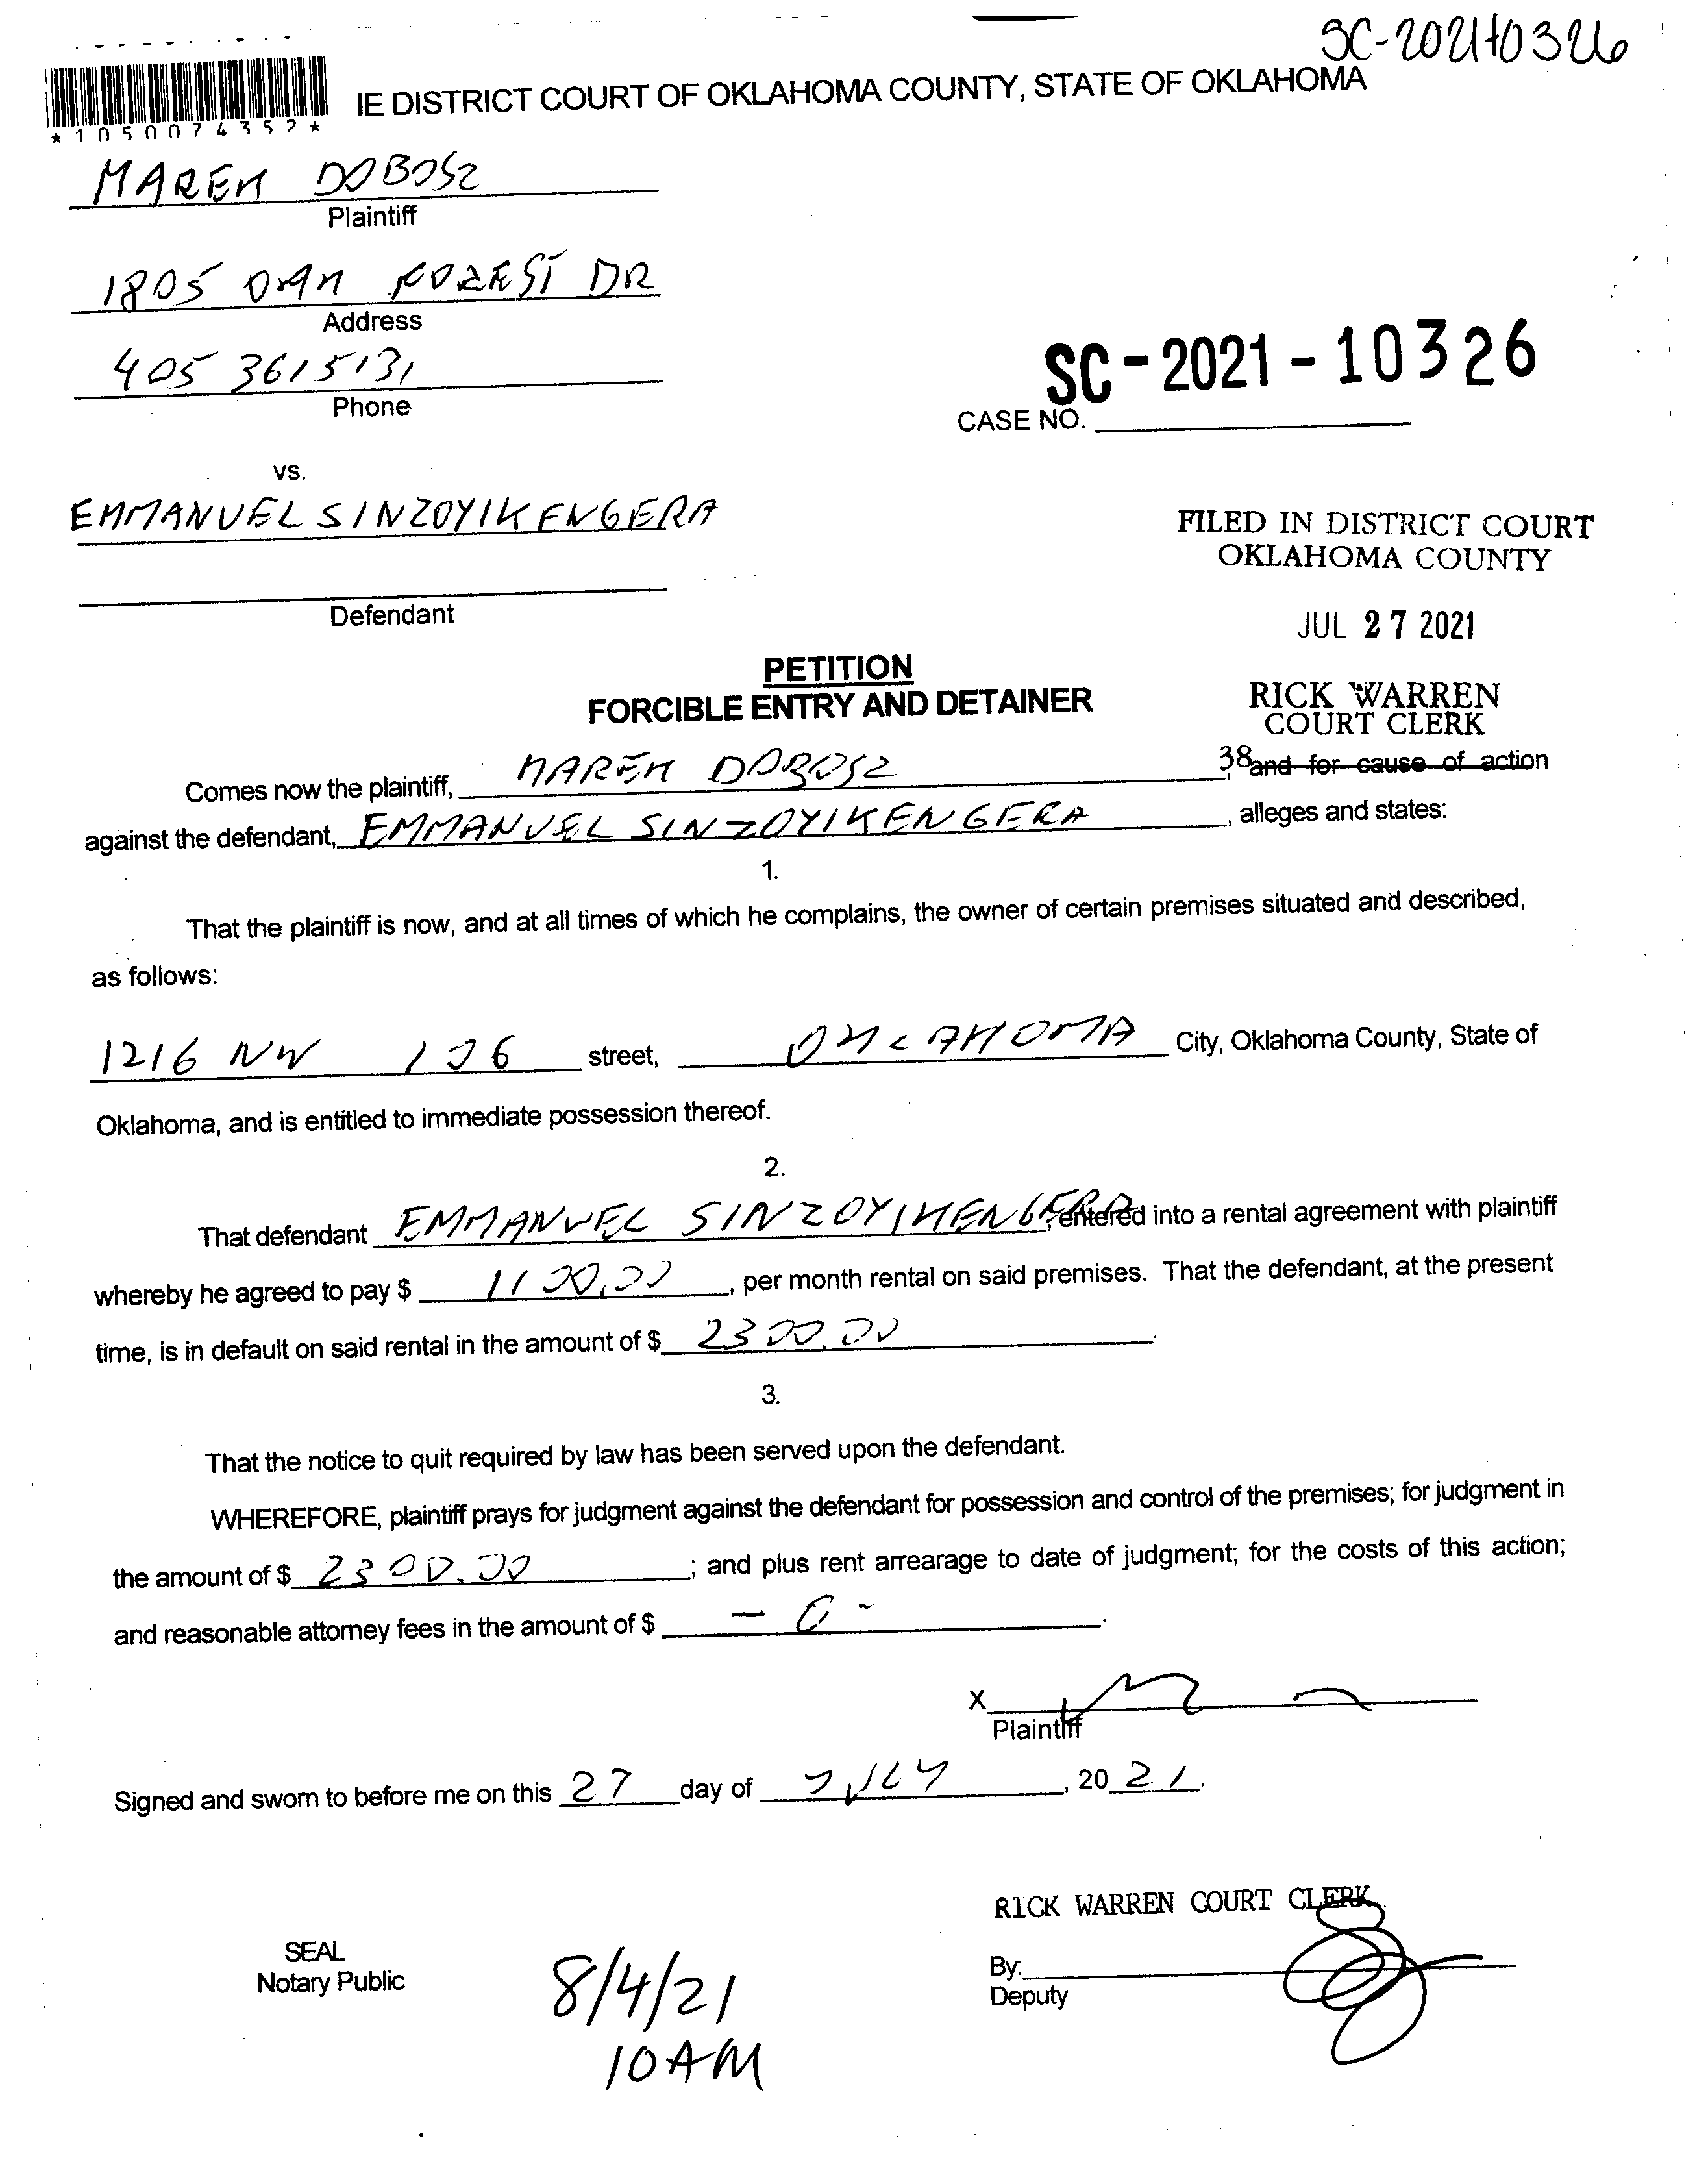 SC-2021-10326
IE DISTRICT COURT OF OKLAHOMA COUNTY, STATE OF OKLAHOMA
*1050074352*
MAREK DOBOSZ
Plaintiff
1805 OAK FOREST DR
Address
405 3615131
Phone
SC-2021-10326
CASE NO.
vs.
EMMANUEL SINZOYIKENGERA
Defendant
FILED IN DISTRICT COURT
OKLAHOMA COUNTY
JUL 27 2021
RICK WARREN
COURT CLERK
38
PETITION
FORCIBLE ENTRY AND DETAINER
Comes now the plaintiff, MAREK DOBOSZ, and for cause of action
against the defendant, EMMANUEL SINZOYIKENGERA, alleges and states:
1.
That the plaintiff is now, and at all times of which he complains, the owner of certain premises situated and described,
as follows:
1216 NW 106 street, OKLAHOMA City, Oklahoma County, State of
Oklahoma, and is entitled to immediate possession thereof.
2.
That defendant EMMANUEL SINZOYIKENGERA, entered into a rental agreement with plaintiff
whereby he agreed to pay $ 1100.00, per month rental on said premises. That the defendant, at the present
time, is in default on said rental in the amount of $ 2300.00.
3.
That the notice to quit required by law has been served upon the defendant.
WHEREFORE, plaintiff prays for judgment against the defendant for possession and control of the premises; for judgment in
the amount of $ 2300.00; and plus rent arrearage to date of judgment; for the costs of this action;
and reasonable attorney fees in the amount of $ - 0 -.
X
Plaintiff
Signed and sworn to before me on this 27 day of JULY, 2021.
RICK WARREN COURT CLERK
SEAL
Notary Public
By:
Deputy
8/4/21
10AM